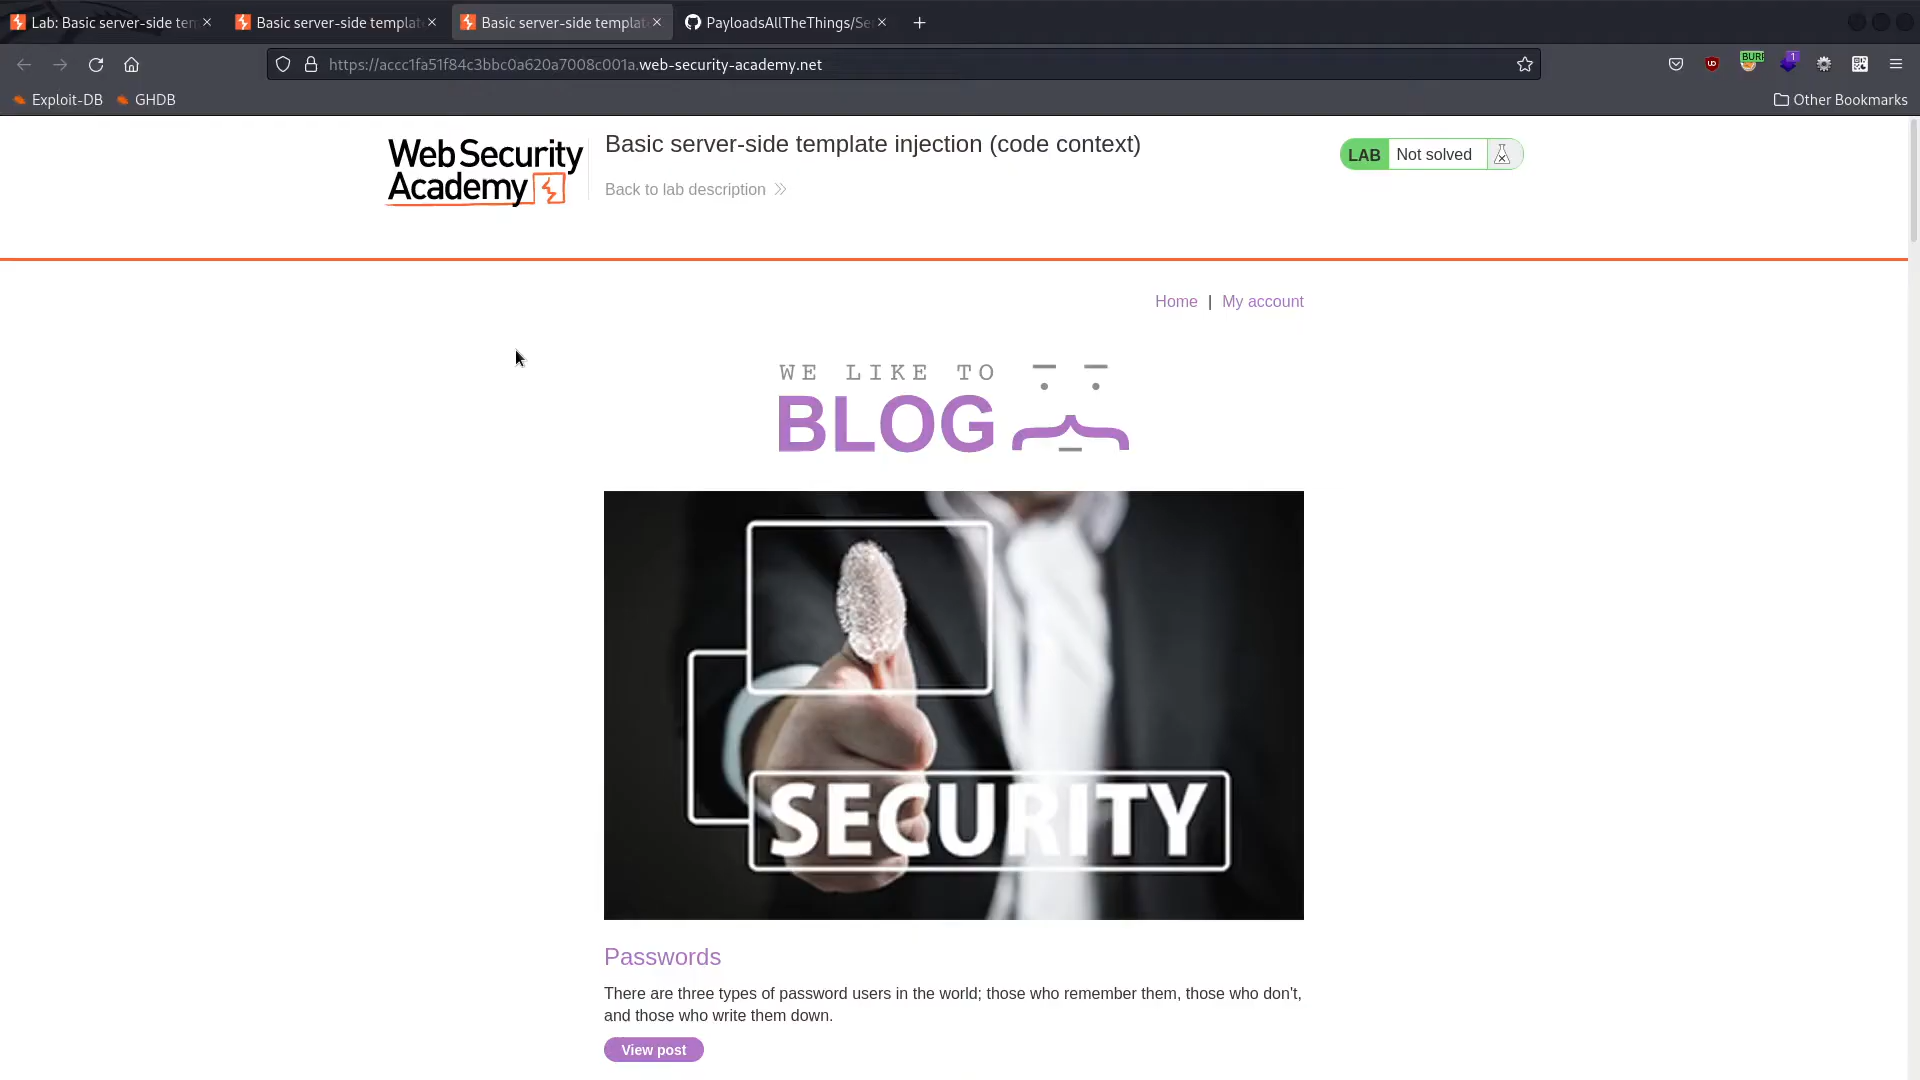 Lab: Basic server-side ten
Basic server-side templat
Basic server-side templat
PayloadsAllTheThings/Se
https://accc1fa51f84c3bbc0a620a7008c001a.web-security-academy.net
BURP
1
Exploit-DB
GHDB
Other Bookmarks
WebSecurity
Academy
Basic server-side template injection (code context)
Back to lab description
LAB
Not solved
Home | My account
WE LIKE TO
BLOG
SECURITY
Passwords
There are three types of password users in the world; those who remember them, those who don't,
and those who write them down.
View post